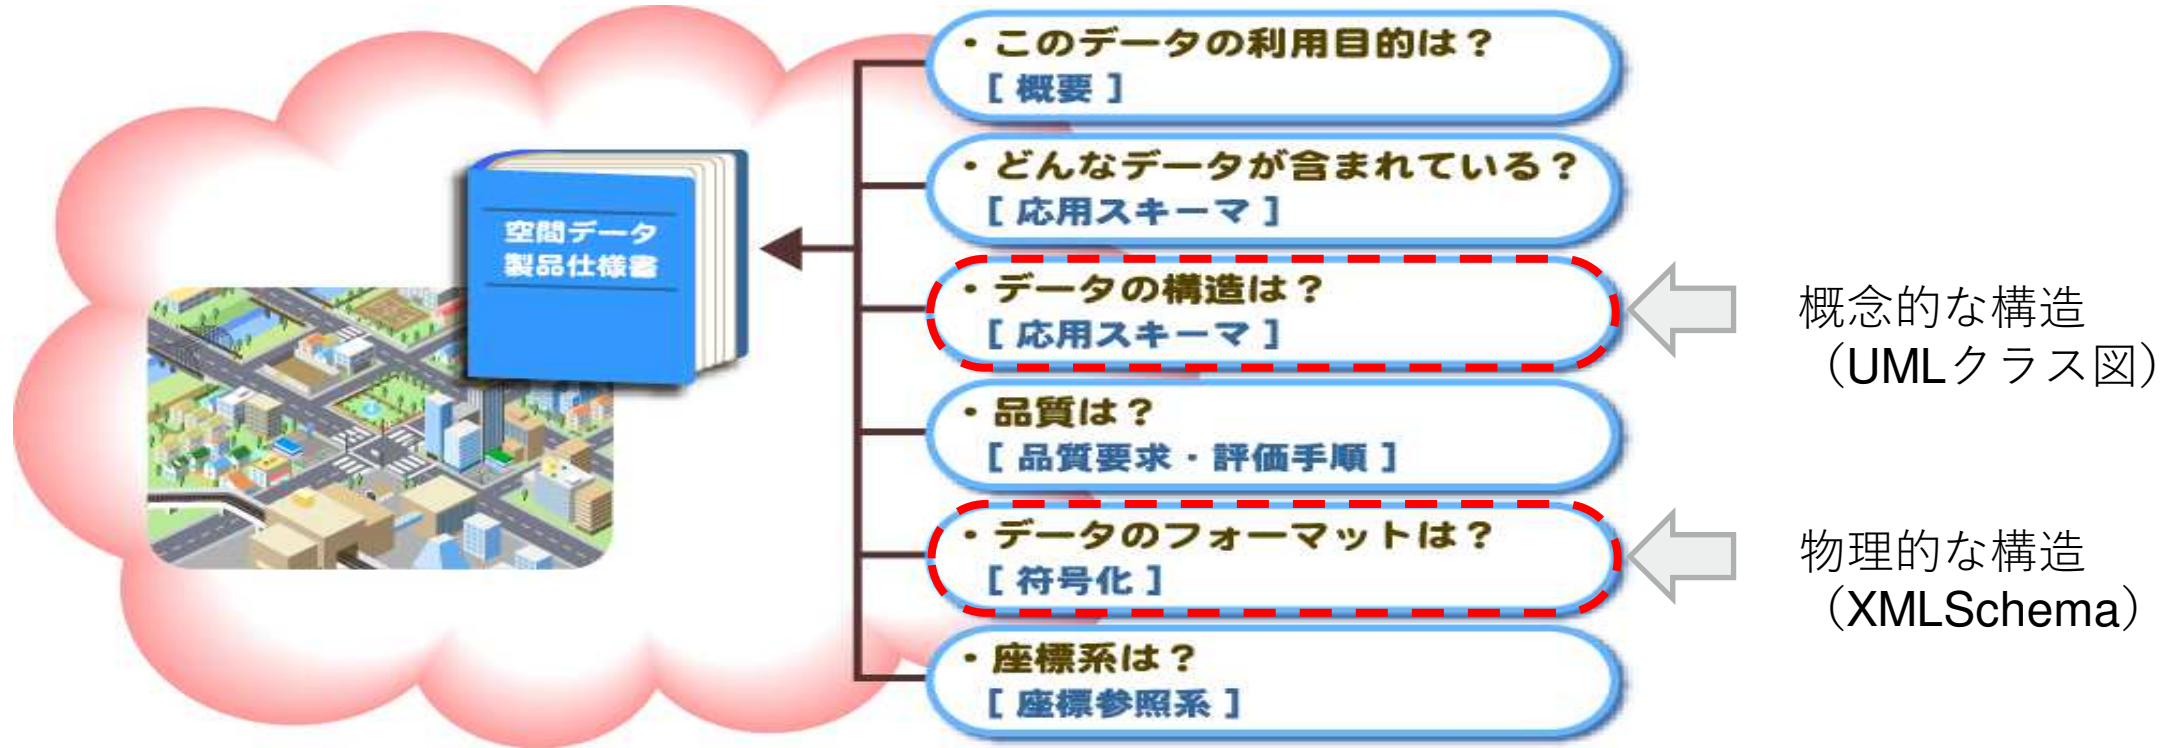 ・このデータの利用目的は？
［ 概要 ］
・どんなデータが含まれている？
［ 応用スキーマ ］
空間データ
製品仕様書
・データの構造は？
［ 応用スキーマ ］
概念的な構造
（UMLクラス図）
・品質は？
［ 品質要求・評価手順 ］
・データのフォーマットは？
［ 符号化 ］
物理的な構造
（XMLSchema）
・座標系は？
［ 座標参照系 ］